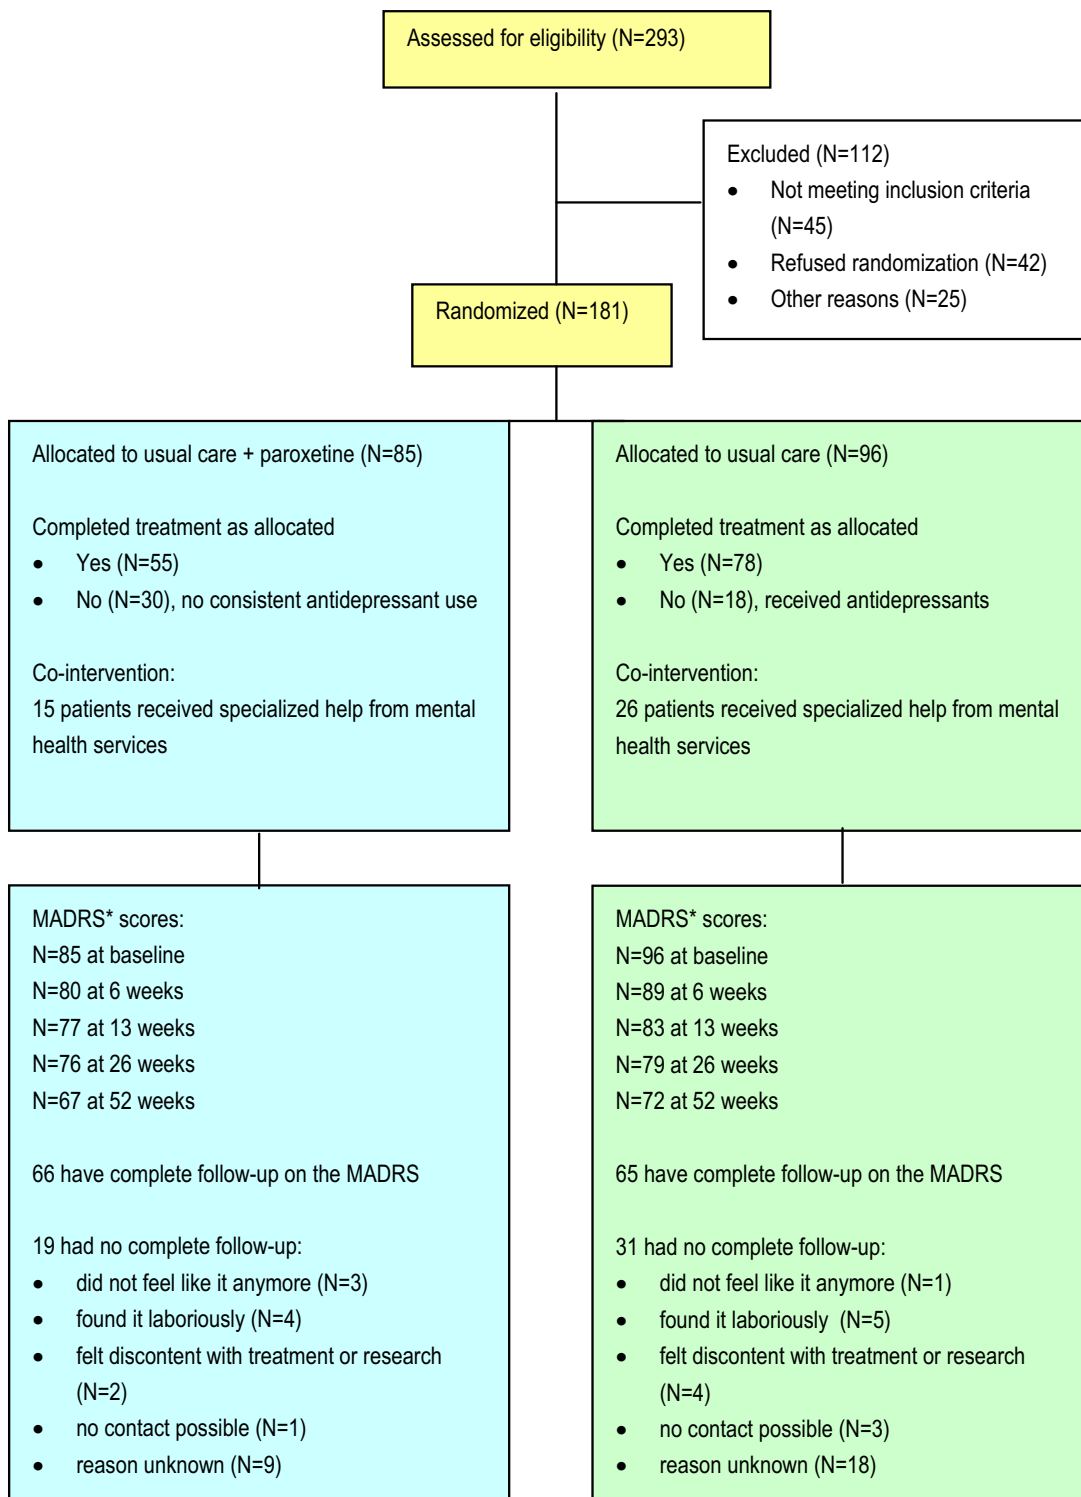 Assessed for eligibility (N=293)
Excluded (N=112)
• Not meeting inclusion criteria
(N=45)
• Refused randomization (N=42)
• Other reasons (N=25)
Randomized (N=181)
Allocated to usual care + paroxetine (N=85)
Completed treatment as allocated
• Yes (N=55)
• No (N=30), no consistent antidepressant use
Co-intervention:
15 patients received specialized help from mental
health services
Allocated to usual care (N=96)
Completed treatment as allocated
• Yes (N=78)
• No (N=18), received antidepressants
Co-intervention:
26 patients received specialized help from mental
health services
MADRS* scores:
N=85 at baseline
N=80 at 6 weeks
N=77 at 13 weeks
N=76 at 26 weeks
N=67 at 52 weeks
66 have complete follow-up on the MADRS
19 had no complete follow-up:
• did not feel like it anymore (N=3)
• found it laboriously (N=4)
• felt discontent with treatment or research
(N=2)
• no contact possible (N=1)
• reason unknown (N=9)
MADRS* scores:
N=96 at baseline
N=89 at 6 weeks
N=83 at 13 weeks
N=79 at 26 weeks
N=72 at 52 weeks
65 have complete follow-up on the MADRS
31 had no complete follow-up:
• did not feel like it anymore (N=1)
• found it laboriously  (N=5)
• felt discontent with treatment or research
(N=4)
• no contact possible (N=3)
• reason unknown (N=18)